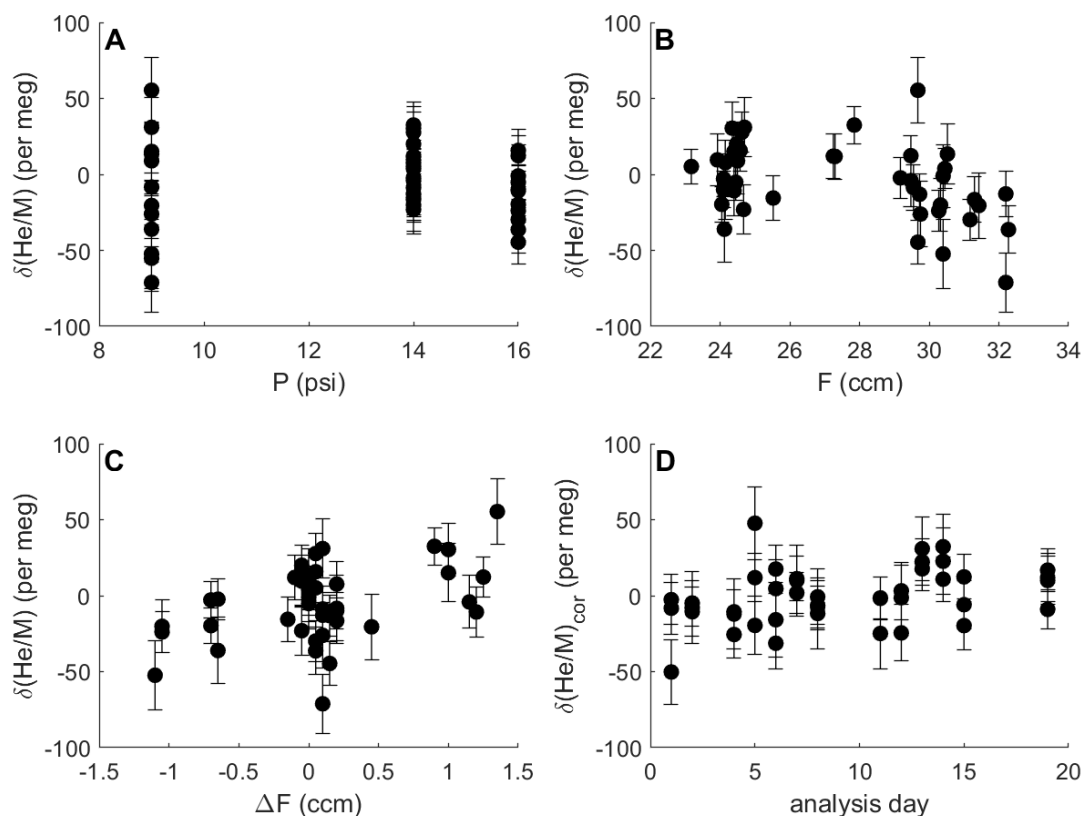 A
100
50
0
-50
-100
δ(He/M) (per meg)
8 10 12 14 16
P (psi)
B
100
50
0
-50
-100
δ(He/M) (per meg)
22 24 26 28 30 32 34
F (ccm)
C
100
50
0
-50
-100
δ(He/M) (per meg)
-1.5 -1 -0.5 0 0.5 1 1.5
ΔF (ccm)
D
100
50
0
-50
-100
δ(He/M)cor (per meg)
0 5 10 15 20
analysis day